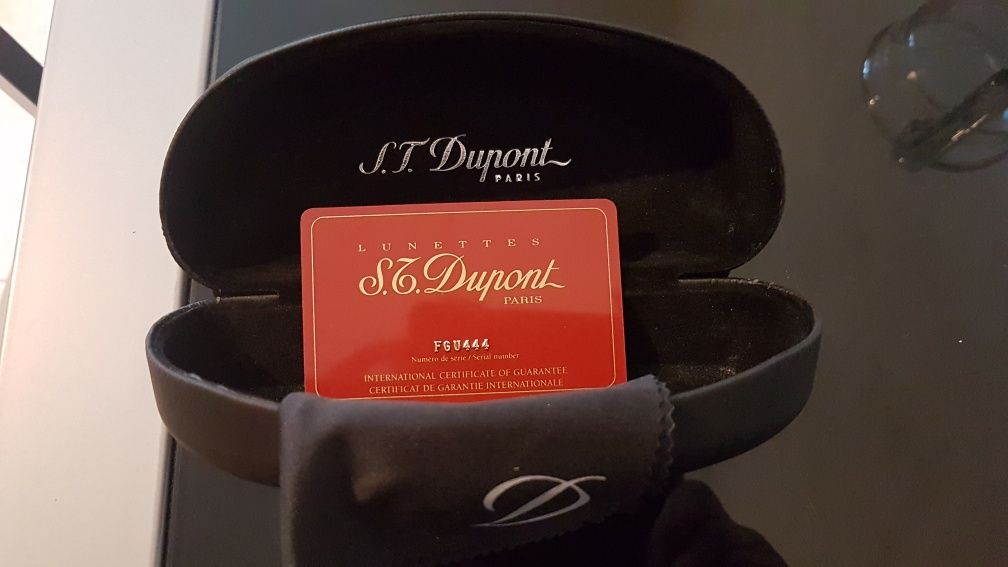 S.T. Dupont
PARIS
LUNETTES
S.T. Dupont
PARIS
FGU444
Numéro de série / Serial number
INTERNATIONAL CERTIFICATE OF GUARANTEE
CERTIFICAT DE GARANTIE INTERNATIONALE
D